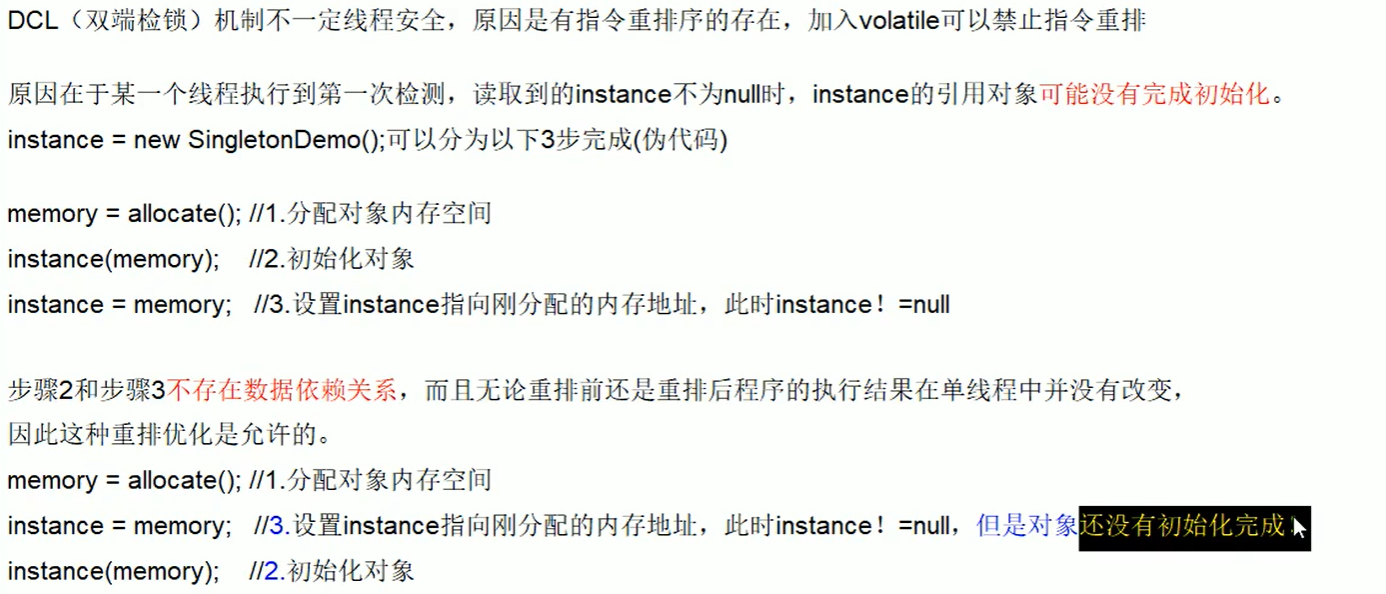 DCL（双端检锁）机制不一定线程安全，原因是有指令重排序的存在，加入volatile可以禁止指令重排
原因在于某一个线程执行到第一次检测，读取到的instance不为null时，instance的引用对象可能没有完成初始化。
instance = new SingletonDemo();可以分为以下3步完成(伪代码)
memory = allocate(); //1.分配对象内存空间
instance(memory); //2.初始化对象
instance = memory; //3.设置instance指向刚分配的内存地址，此时instance！=null
步骤2和步骤3不存在数据依赖关系，而且无论重排前还是重排后程序的执行结果在单线程中并没有改变，
因此这种重排优化是允许的。
memory = allocate(); //1.分配对象内存空间
instance = memory; //3.设置instance指向刚分配的内存地址，此时instance！=null，但是对象还没有初始化完成
instance(memory); //2.初始化对象